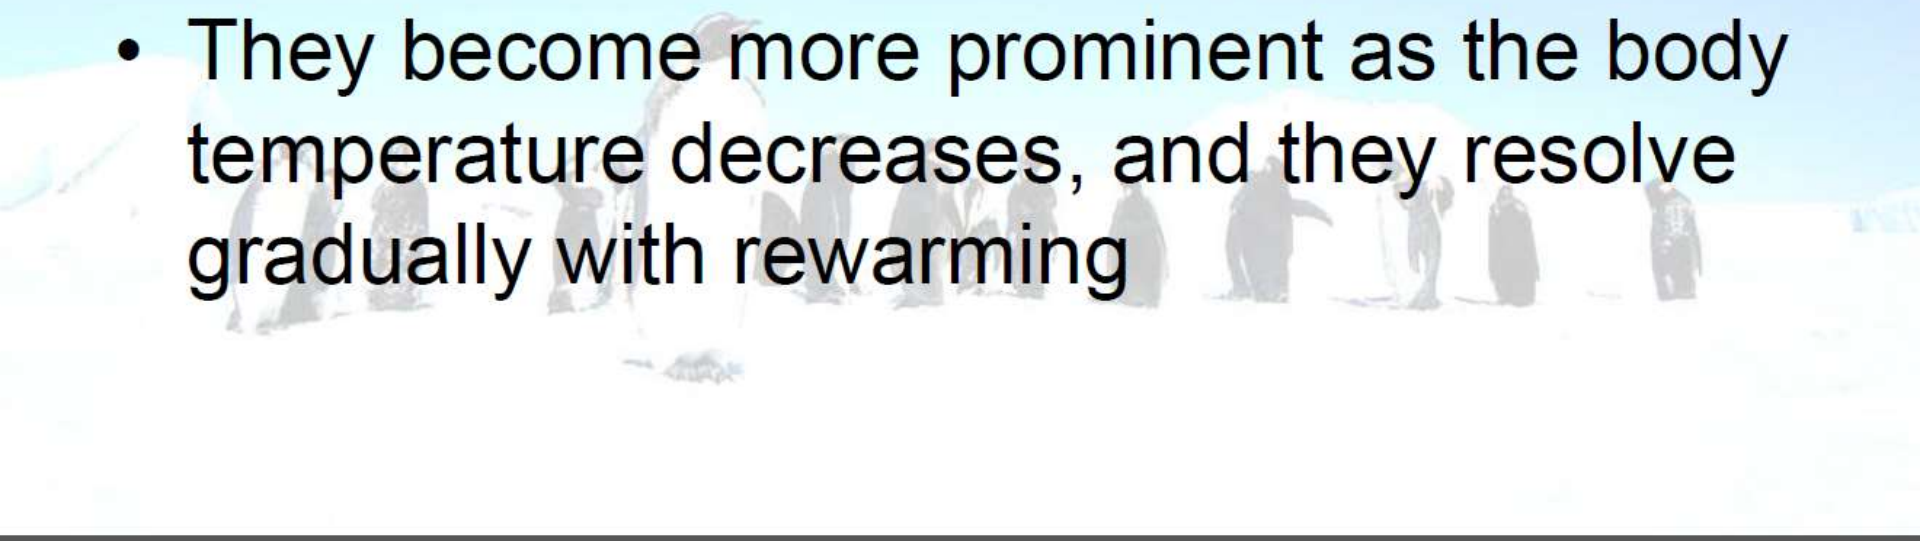 • They become more prominent as the body
temperature decreases, and they resolve
gradually with rewarming